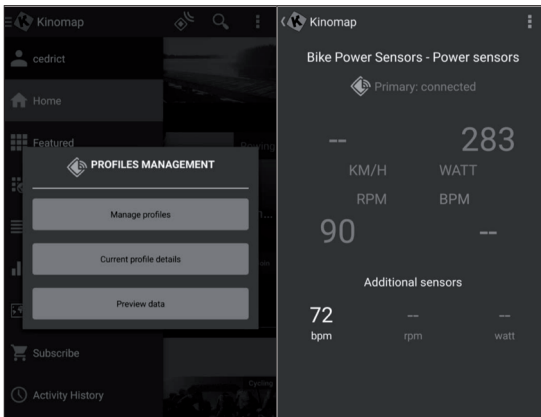 Kinomap
cedrict
Home
Featured
Rowing
PROFILES MANAGEMENT
Manage profiles
Current profile details
Preview data
Subscribe
Activity History
Cycling
Kinomap
Bike Power Sensors - Power sensors
Primary: connected
-- 283
KM/H WATT
RPM BPM
90 --
Additional sensors
72 -- --
bpm rpm watt